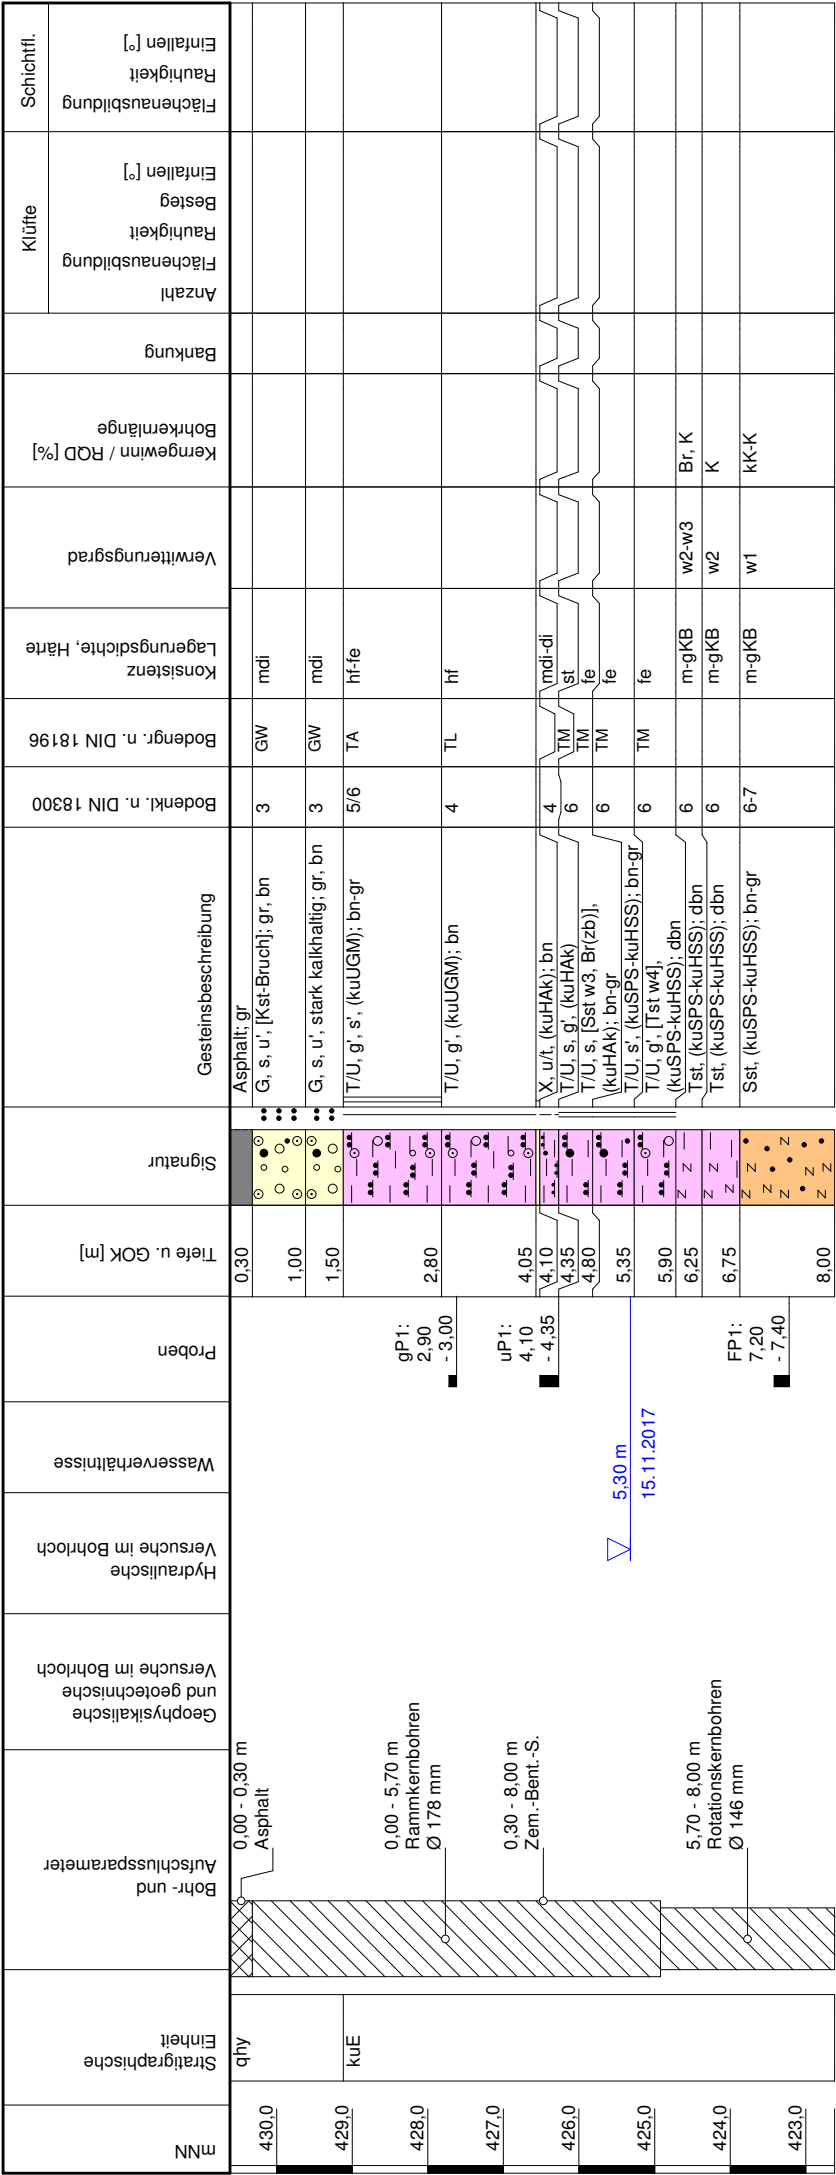 mNN
Stratigraphische
Einheit
Bohr- und
Aufschlussparameter
Geophysikalische
und geotechnische
Versuche im Bohrloch
Hydraulische
Versuche im Bohrloch
Wasserverhältnisse
Proben
Tiefe u. GOK [m]
Signatur
Gesteinsbeschreibung
Bodenkl. n. DIN 18300
Bodengr. n. DIN 18196
Konsistenz
Lagerungsdichte, Härte
Verwitterungsgrad
Kerngewinn / RQD [%]
Bohrkernlänge
Bankung
Klüfte
Anzahl
Flächenausbildung
Rauhigkeit
Besteg
Einfallen [°]
Schichtfl.
Flächenausbildung
Rauhigkeit
Einfallen [°]
430,0
429,0
428,0
427,0
426,0
425,0
424,0
423,0
qhy
kuE
0,00 - 0,30 m
Asphalt
0,00 - 5,70 m
Rammkernbohren
Ø 178 mm
0,30 - 8,00 m
Zem.-Bent.-S.
5,70 - 8,00 m
Rotationskernbohren
Ø 146 mm
5,30 m
15.11.2017
gP1:
2,90
- 3,00
uP1:
4,10
- 4,35
FP1:
7,20
- 7,40
0,30
1,00
1,50
2,80
4,05
4,10
4,35
4,80
5,35
5,90
6,25
6,75
8,00
Asphalt; gr
G, s, u', [Kst-Bruch]; gr, bn
3
GW
mdi
G, s, u', stark kalkhaltig; gr, bn
3
GW
mdi
T/U, g', s', (kuUGM); bn-gr
5/6
TA
hf-fe
T/U, g', (kuUGM); bn
4
TL
hf
X, u/t, (kuHAk); bn
4
mdi-di
T/U, s, g', (kuHAk)
6
TM
st
T/U, s, [Sst w3, Br(zb)],
(kuHAk); bn-gr
TM
fe
T/U, s', (kuSPS-kuHSS); bn-gr
6
TM
fe
T/U, g', [Tst w4],
(kuSPS-kuHSS); dbn
6
TM
fe
Tst, (kuSPS-kuHSS); dbn
6
m-gKB
w2-w3
Br, K
Tst, (kuSPS-kuHSS); dbn
6
m-gKB
w2
K
Sst, (kuSPS-kuHSS); bn-gr
6-7
m-gKB
w1
kK-K